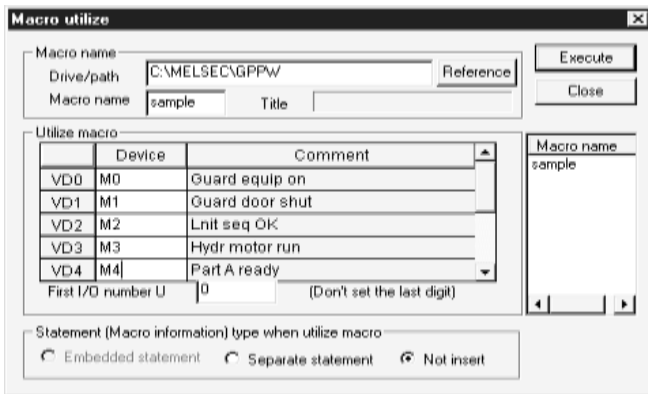 Macro utilize
Macro name
Drive/path C:\MELSEC\GPPW Reference
Macro name sample Title
Execute
Close
Utilize macro
Device Comment
VD0 M0 Guard equip on
VD1 M1 Guard door shut
VD2 M2 Lnit seq OK
VD3 M3 Hydr motor run
VD4 M4 Part A ready
First I/O number U 0 (Don't set the last digit)
Macro name
sample
Statement (Macro information) type when utilize macro
Embedded statement Separate statement Not insert